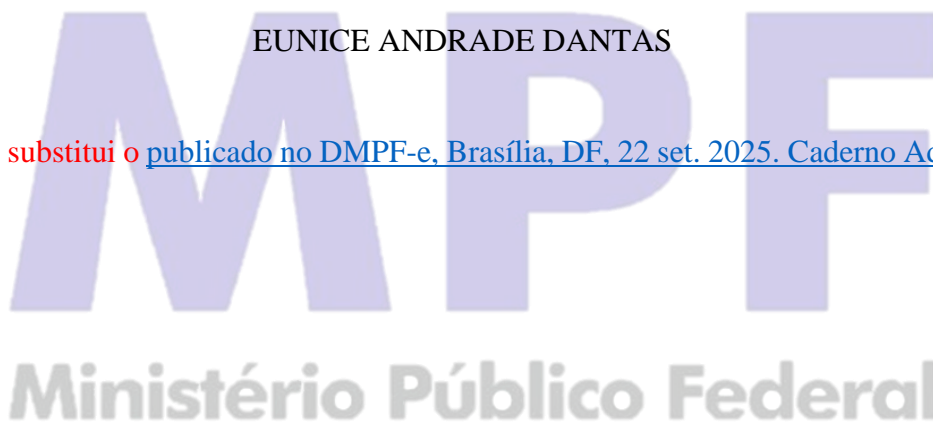 MPF
EUNICE ANDRADE DANTAS
substitui o publicado no DMPF-e, Brasília, DF, 22 set. 2025. Caderno
Ministério Público Federal